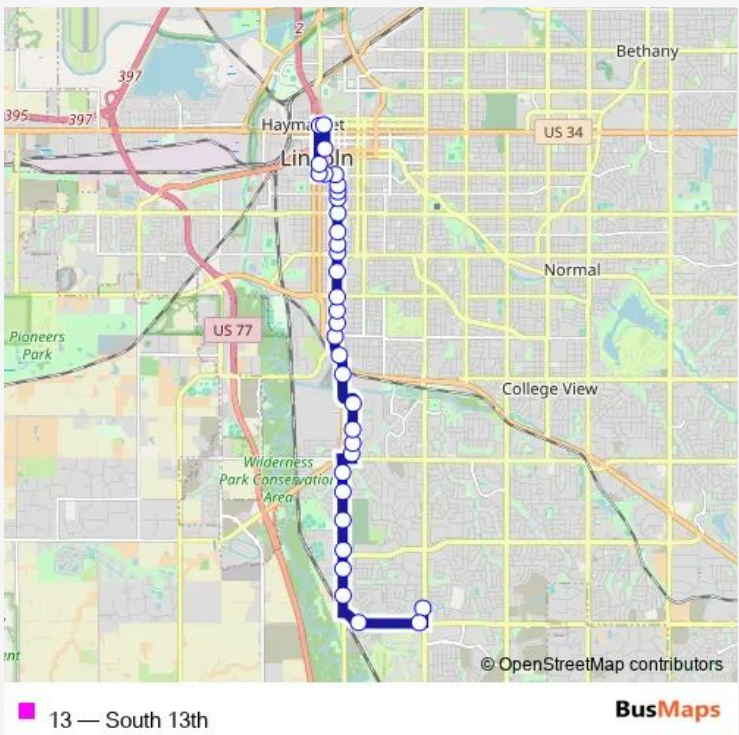 2
Bethany
397
395
397
Haymarket
US 34
Lincoln
Normal
Pioneers
Park
US 77
College View
Wilderness
Park Conservation
Area
ent
© OpenStreetMap contributors
13 — South 13th
BusMaps